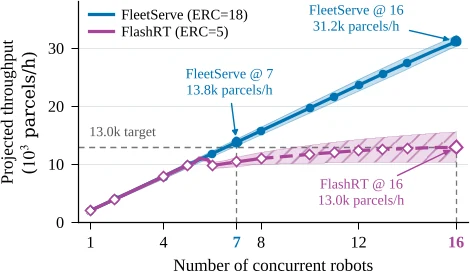 FleetServe (ERC=18)
FlashRT (ERC=5)
FleetServe @ 16
31.2k parcels/h
FleetServe @ 7
13.8k parcels/h
13.0k target
FlashRT @ 16
13.0k parcels/h
Projected throughput
(10³ parcels/h)
30
20
10
0
1 4 7 8 12 16
Number of concurrent robots